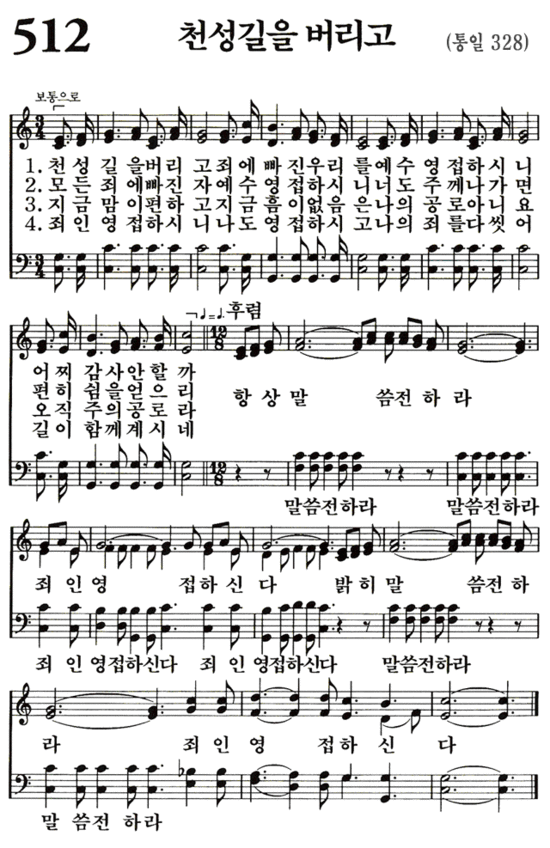 512 천성길을 버리고 (통일 328)
보통으로
1. 천 성 길 을버리 고죄에빠진우리 를예수 영접하시 니
2. 모든 죄에빠진 자예수영접하시 니너도 주께나가 면
3. 지금 맘이편하 고지금흠이없음 은나의 공로아니 요
4. 죄인 영접하시 니나도영접하시 고나의 죄를다씻 어
후렴
어찌 감사안할 까
편히 쉼을얻으 리
오직 주의공로 라
길이 함께계시 네
항 상 말 씀전 하 라
말씀전하라 말씀전하라
죄 인 영 접하 신 다 밝 히 말 씀전 하
죄 인 영접하신다 죄 인영접하신다 말씀전하라
라 죄 인 영 접하 신 다
말 씀전 하라